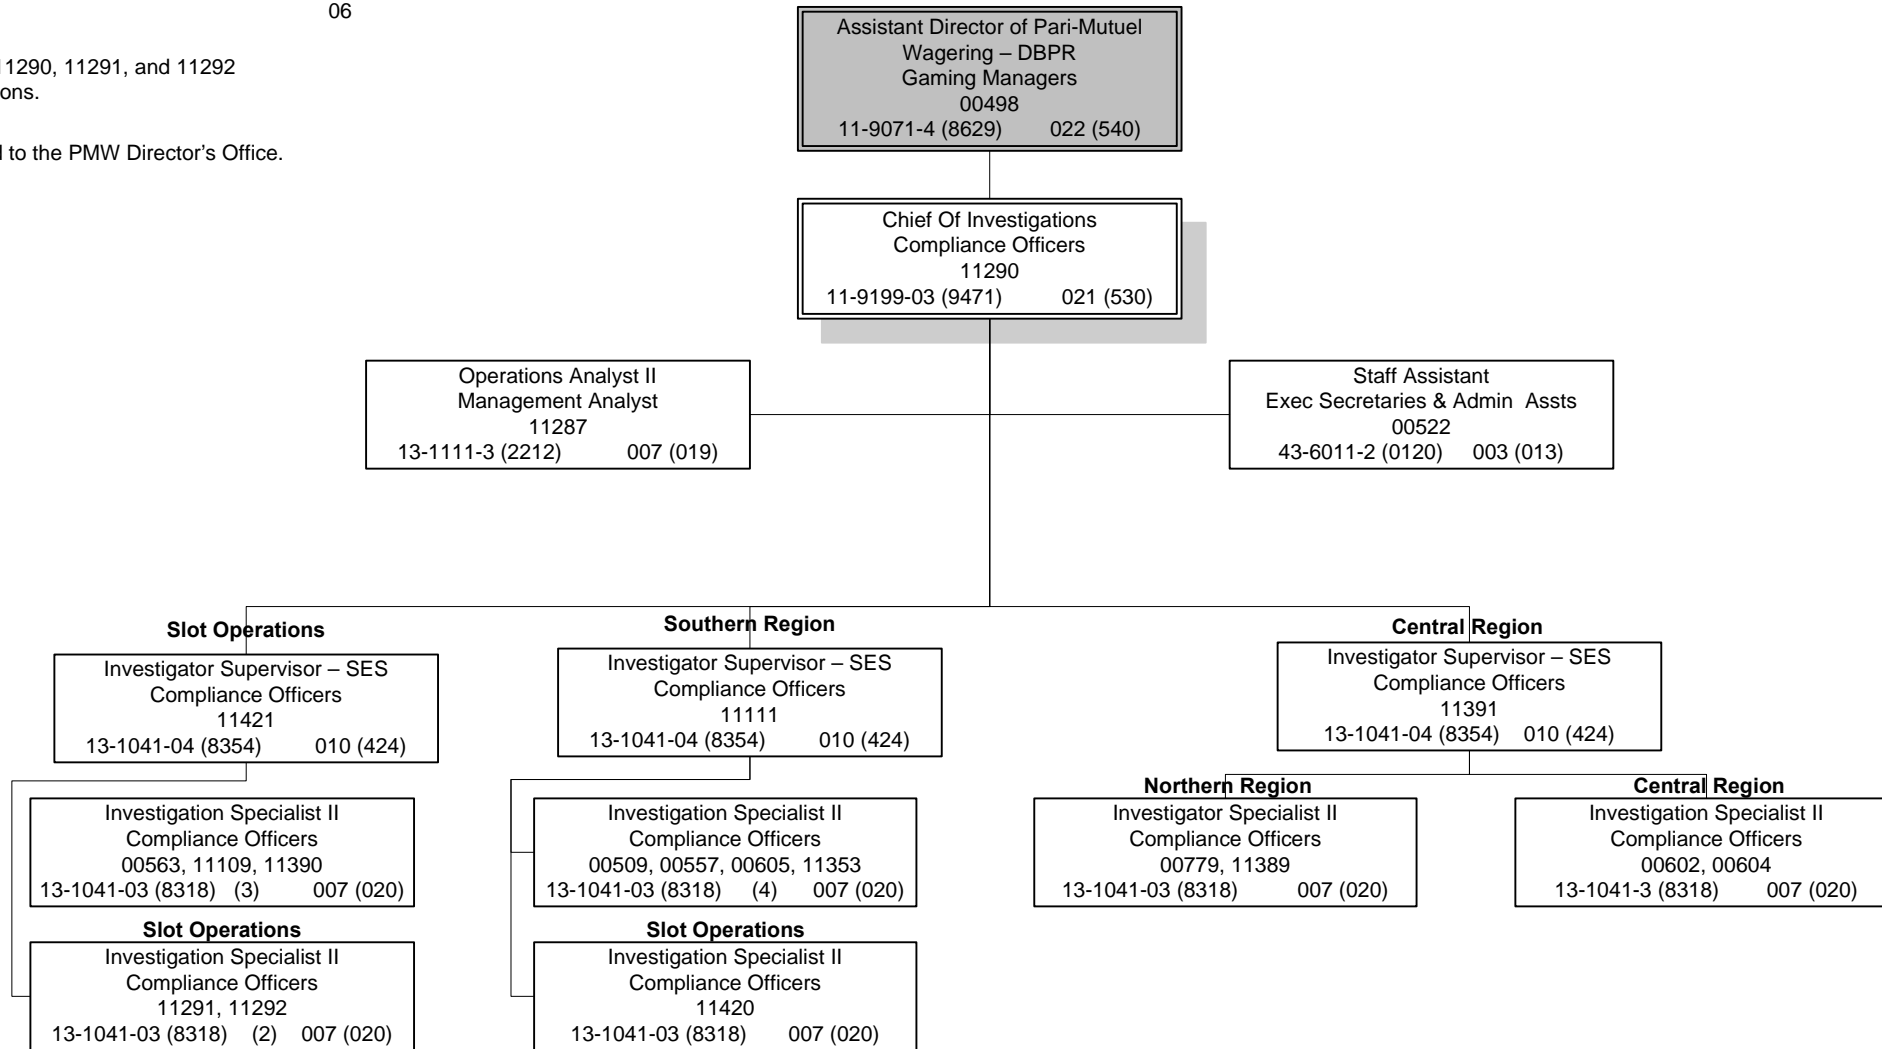 06
11290, 11291, and 11292
ons.
to the PMW Director's Office.
Assistant Director of Pari-Mutuel
Wagering – DBPR
Gaming Managers
00498
11-9071-4 (8629) 022 (540)
Chief Of Investigations
Compliance Officers
11290
11-9199-03 (9471) 021 (530)
Operations Analyst II
Management Analyst
11287
13-1111-3 (2212) 007 (019)
Staff Assistant
Exec Secretaries & Admin Assts
00522
43-6011-2 (0120) 003 (013)
Slot Operations
Investigator Supervisor – SES
Compliance Officers
11421
13-1041-04 (8354) 010 (424)
Southern Region
Investigator Supervisor – SES
Compliance Officers
11111
13-1041-04 (8354) 010 (424)
Central Region
Investigator Supervisor – SES
Compliance Officers
11391
13-1041-04 (8354) 010 (424)
Investigation Specialist II
Compliance Officers
00563, 11109, 11390
13-1041-03 (8318) (3) 007 (020)
Investigation Specialist II
Compliance Officers
00509, 00557, 00605, 11353
13-1041-03 (8318) (4) 007 (020)
Northern Region
Investigator Specialist II
Compliance Officers
00779, 11389
13-1041-03 (8318) 007 (020)
Central Region
Investigation Specialist II
Compliance Officers
00602, 00604
13-1041-3 (8318) 007 (020)
Slot Operations
Investigation Specialist II
Compliance Officers
11291, 11292
13-1041-03 (8318) (2) 007 (020)
Slot Operations
Investigation Specialist II
Compliance Officers
11420
13-1041-03 (8318) 007 (020)